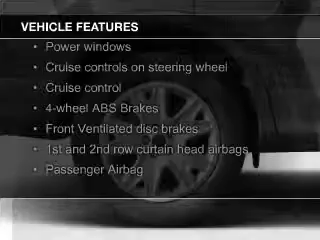 VEHICLE FEATURES
• Power windows
• Cruise controls on steering wheel
• Cruise control
• 4-wheel ABS Brakes
• Front Ventilated disc brakes
• 1st and 2nd row curtain head airbags
• Passenger Airbag